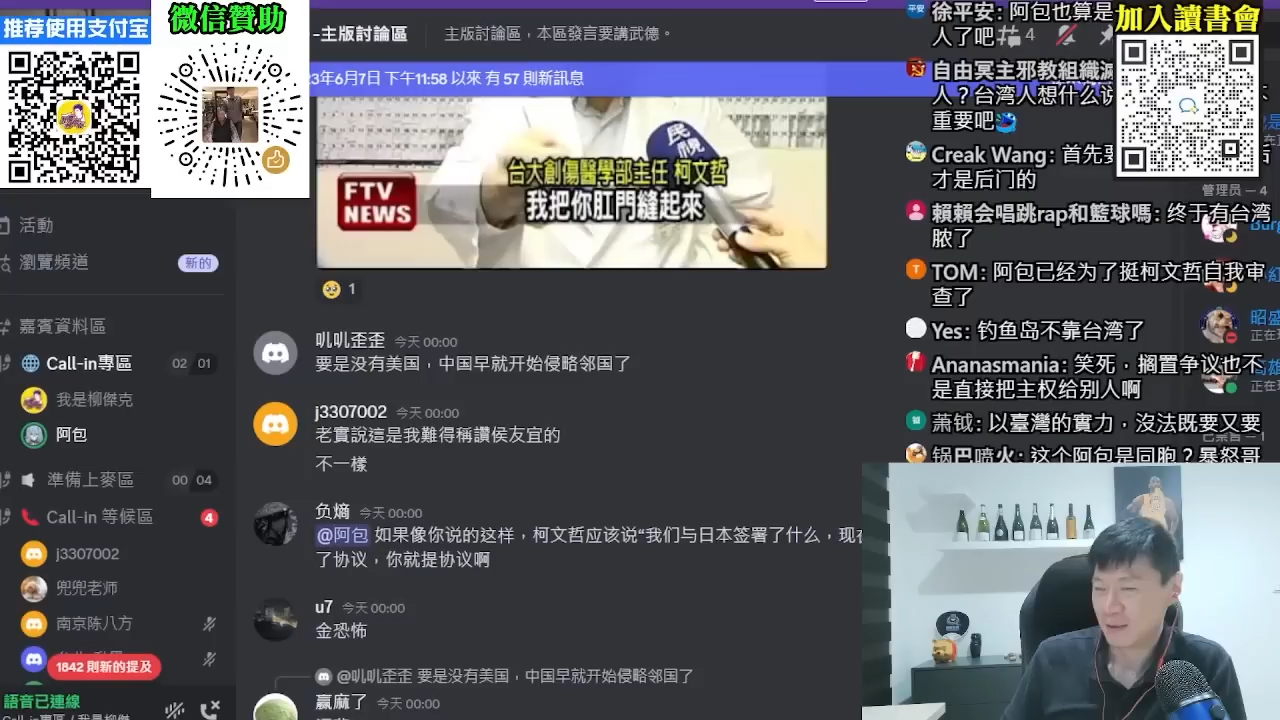 推荐使用支付宝
微信贊助
-主版討論區
主版討論區，本區發言要講武德。
4
3年6月7日 下午11:58 以來 有 57 則新訊息
民視
FTV
NEWS
台大創傷醫學部主任 柯文哲
我把你肛門縫起來
1
活動
瀏覽頻道
新的
嘉賓資料區
Call-in專區
02 01
我是柳傑克
阿包
準備上麥區
00 04
Call-in 等候區
4
j3307002
兜兜老师
南京陈八方
1842 則新的提及
語音已連線
叽叽歪歪 今天 00:00
要是没有美国，中国早就开始侵略邻国了
j3307002 今天 00:00
老實說這是我難得稱讚侯友宜的
不一樣
负熵 今天 00:00
@阿包 如果像你说的这样，柯文哲应该说“我们与日本签署了什么，现在
了协议，你就提协议啊
u7 今天 00:00
金恐怖
@叽叽歪歪 要是没有美国，中国早就开始侵略邻国了
赢麻了 今天 00:00
加入讀書會
徐平安: 阿包也算是
人了吧
自由冥主邪教組織滅
人？台湾人想什么说
重要吧
Creak Wang: 首先要
才是后门的
賴賴会唱跳rap和籃球嗎: 终于有台湾
脓了
TOM: 阿包已经为了挺柯文哲自我审
查了
Yes: 钓鱼岛不靠台湾了
Ananasmania: 笑死，搁置争议也不
是直接把主权给别人啊
萧钺: 以臺灣的實力，沒法既要又要
锅巴喷火: 这个阿包是同胞？暴怒哥
管理员 — 4